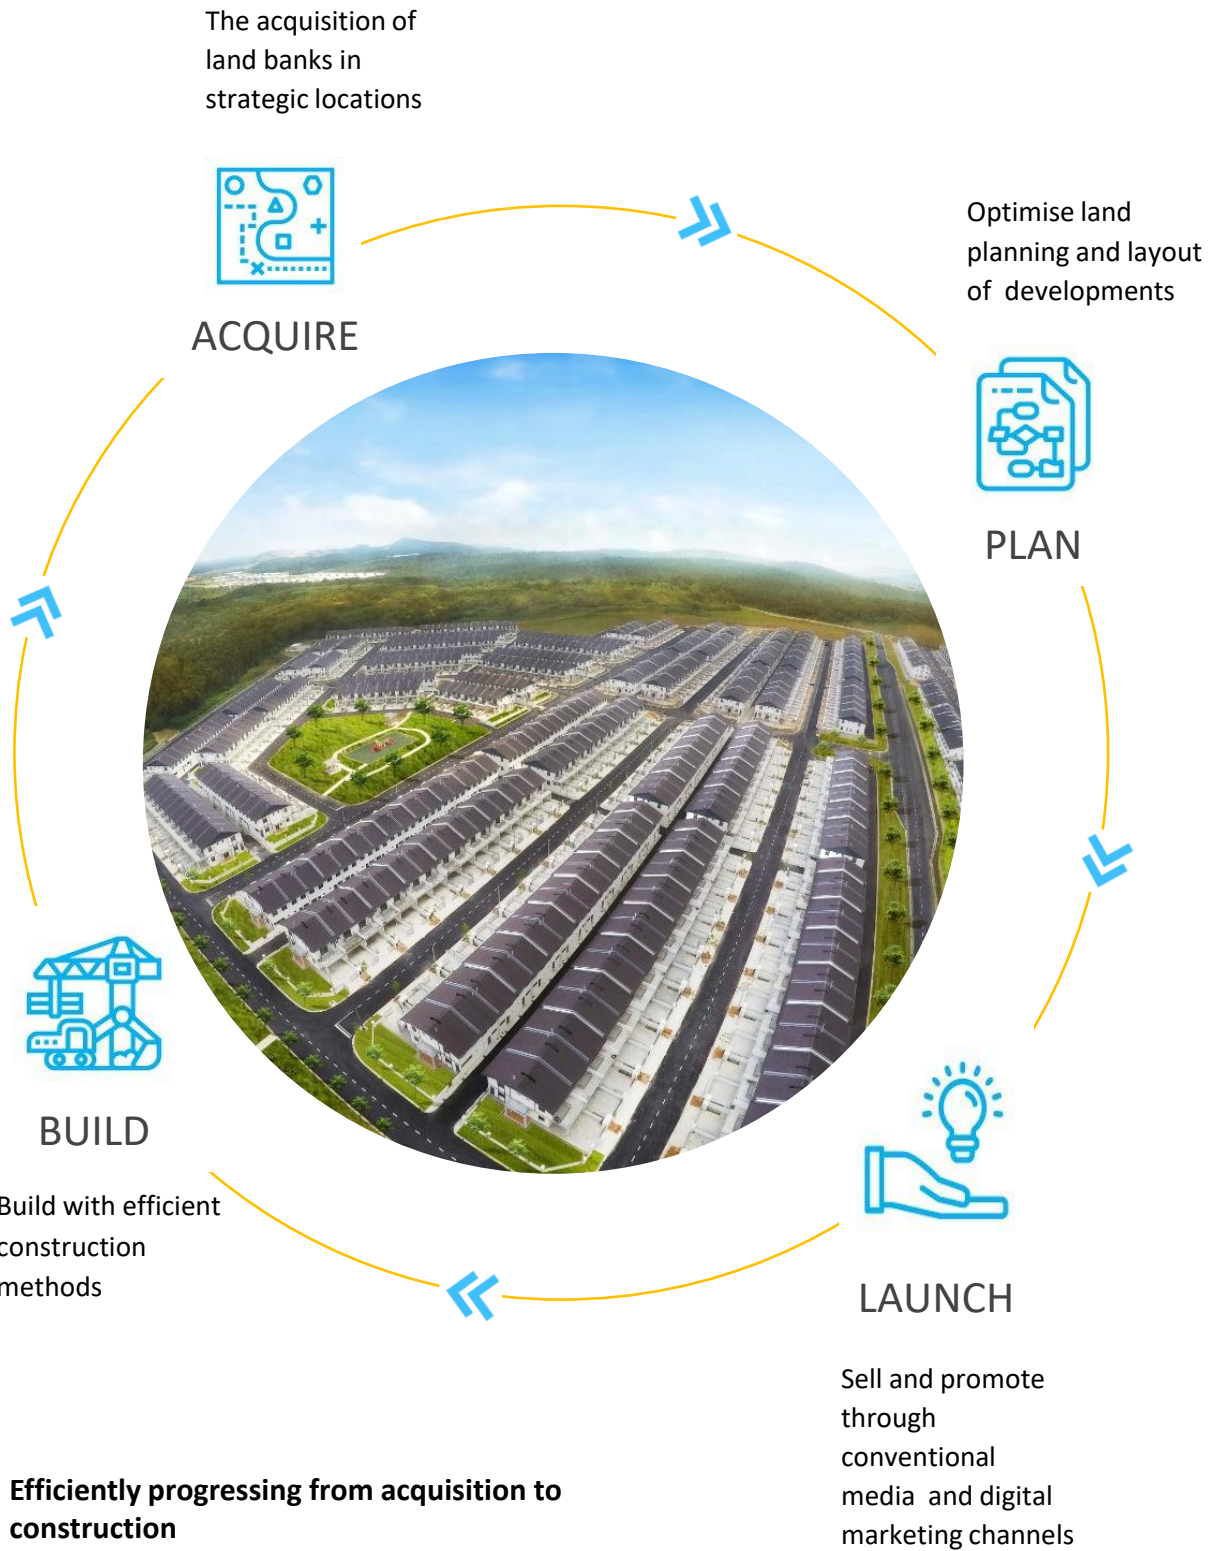 The acquisition of
land banks in
strategic locations
ACQUIRE
Optimise land
planning and layout
of developments
PLAN
LAUNCH
Sell and promote
through
conventional
media and digital
marketing channels
BUILD
Build with efficient
construction
methods
Efficiently progressing from acquisition to
construction